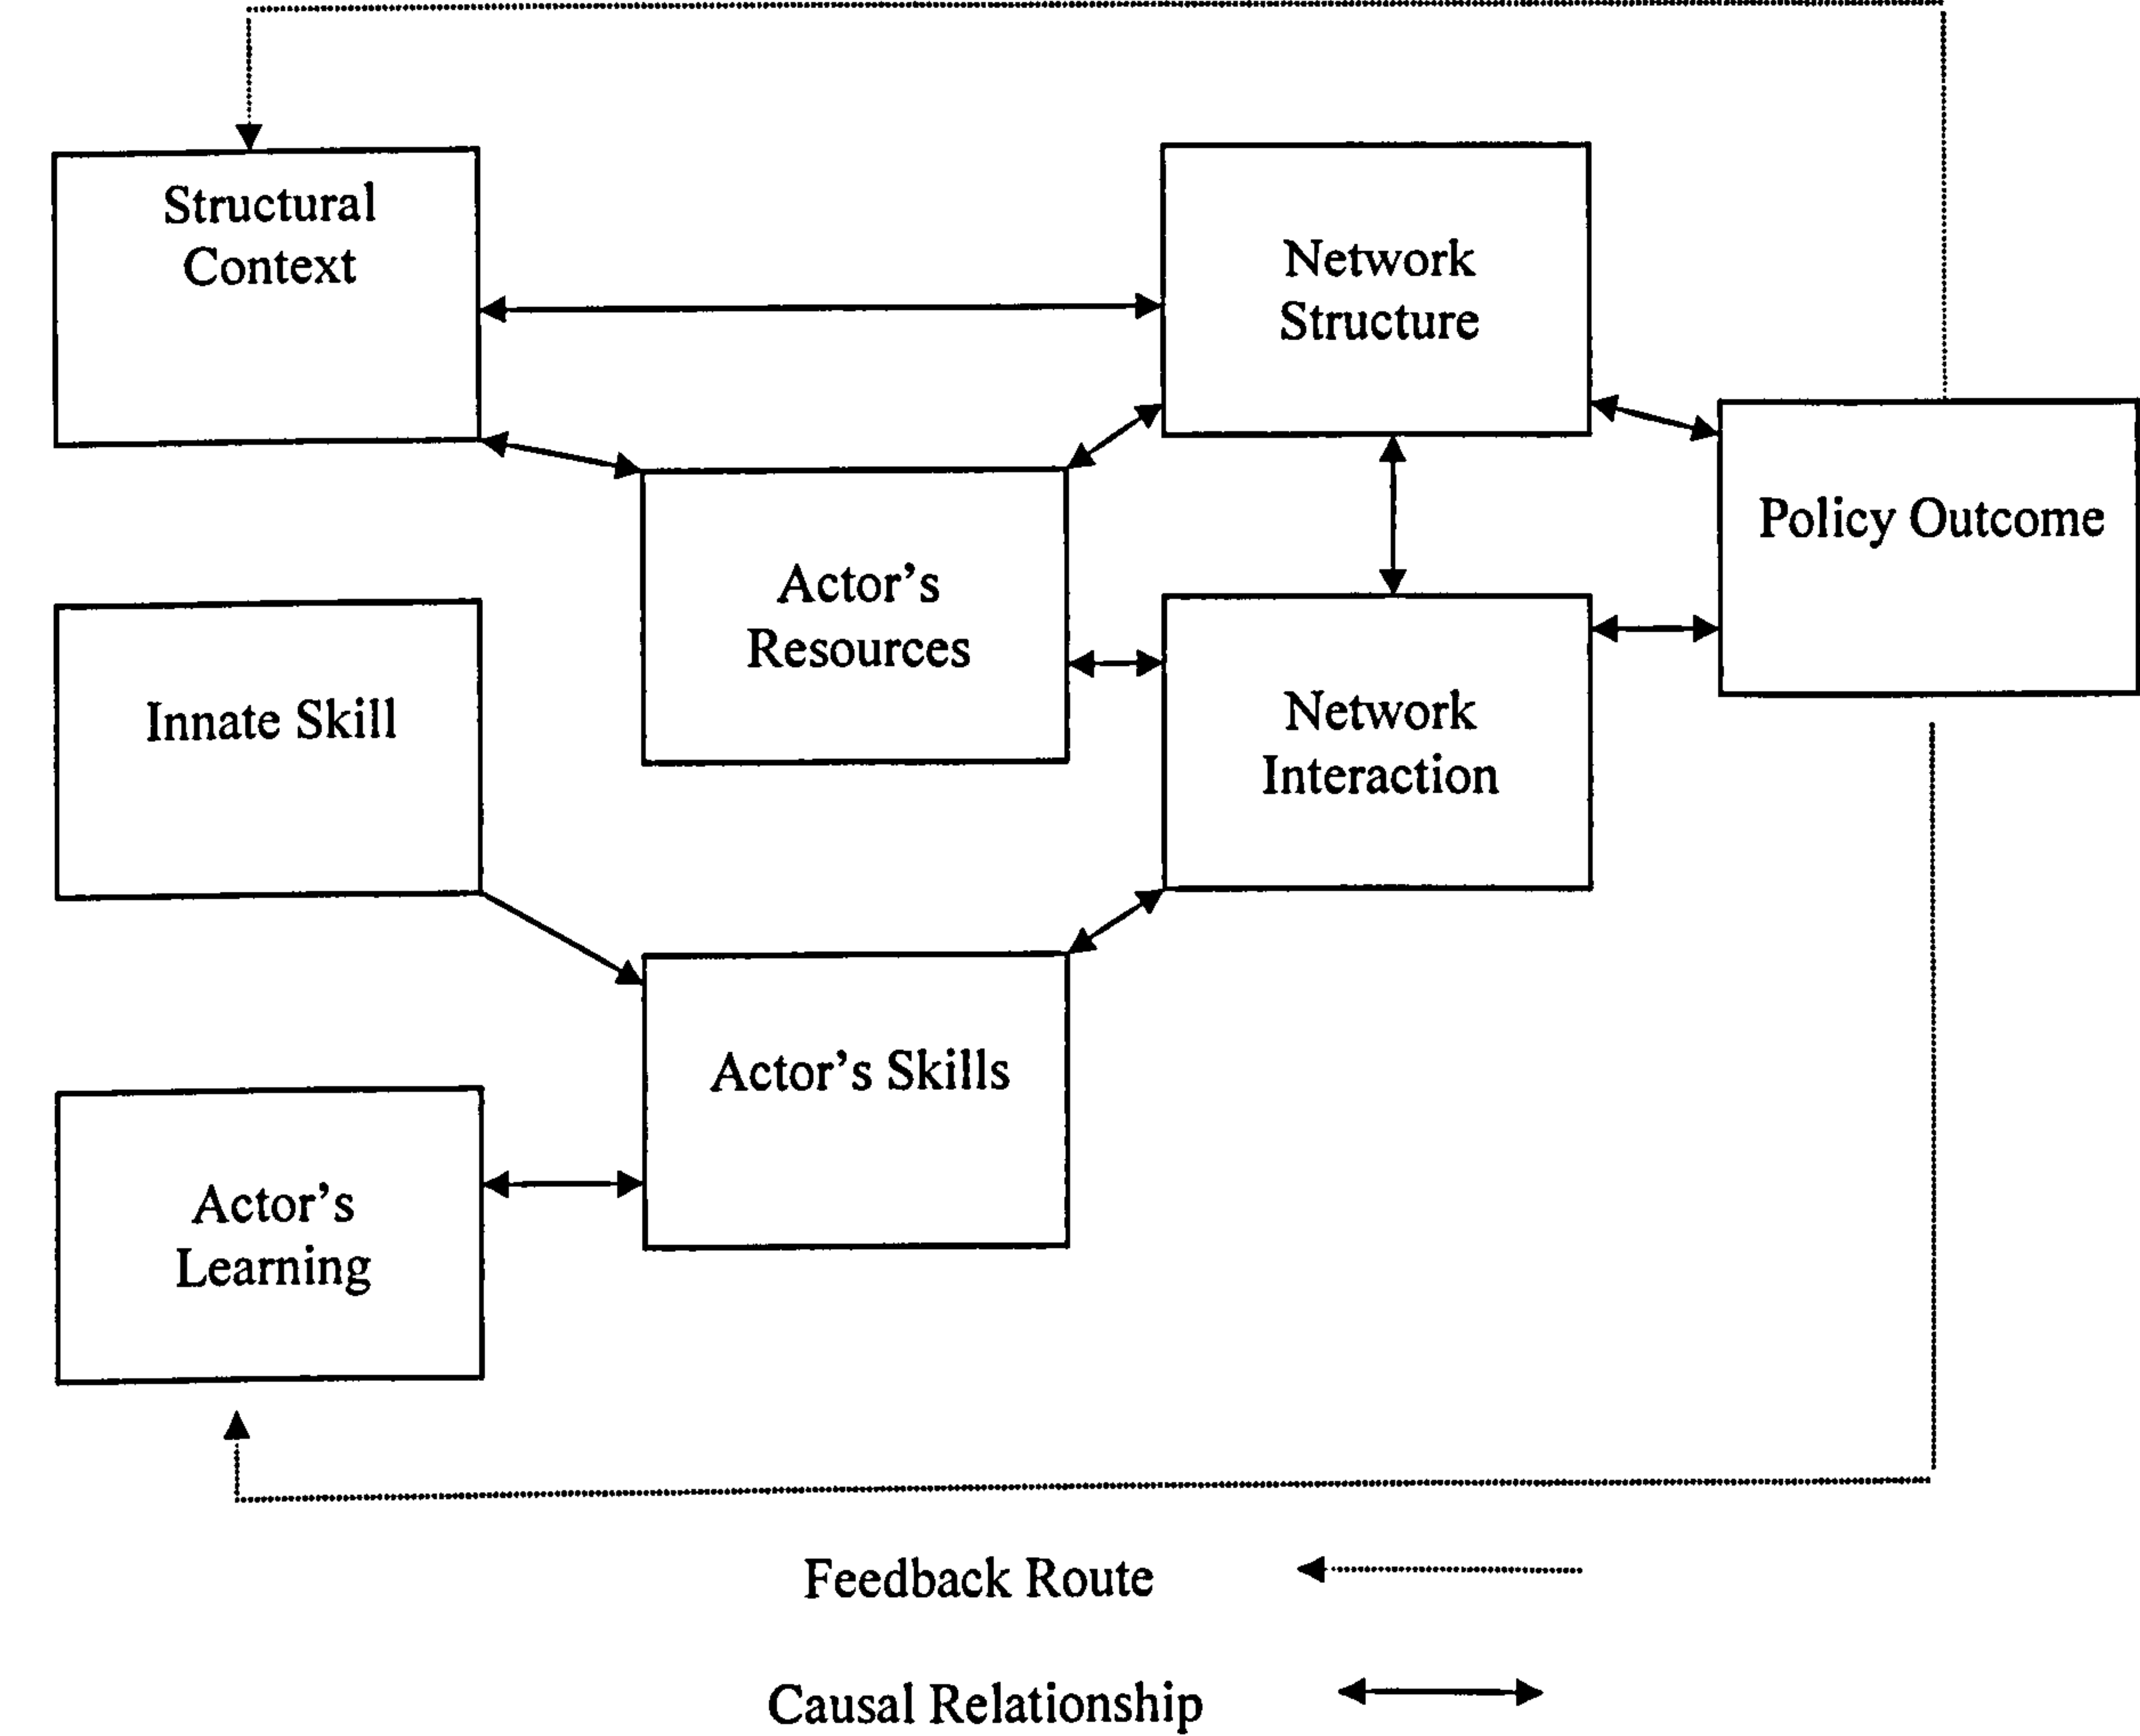 Structural
Context
Network
Structure
Policy Outcome
Actor’s
Resources
Innate Skill
Network
Interaction
Actor’s Skills
Actor’s
Learning
Feedback Route
Causal Relationship